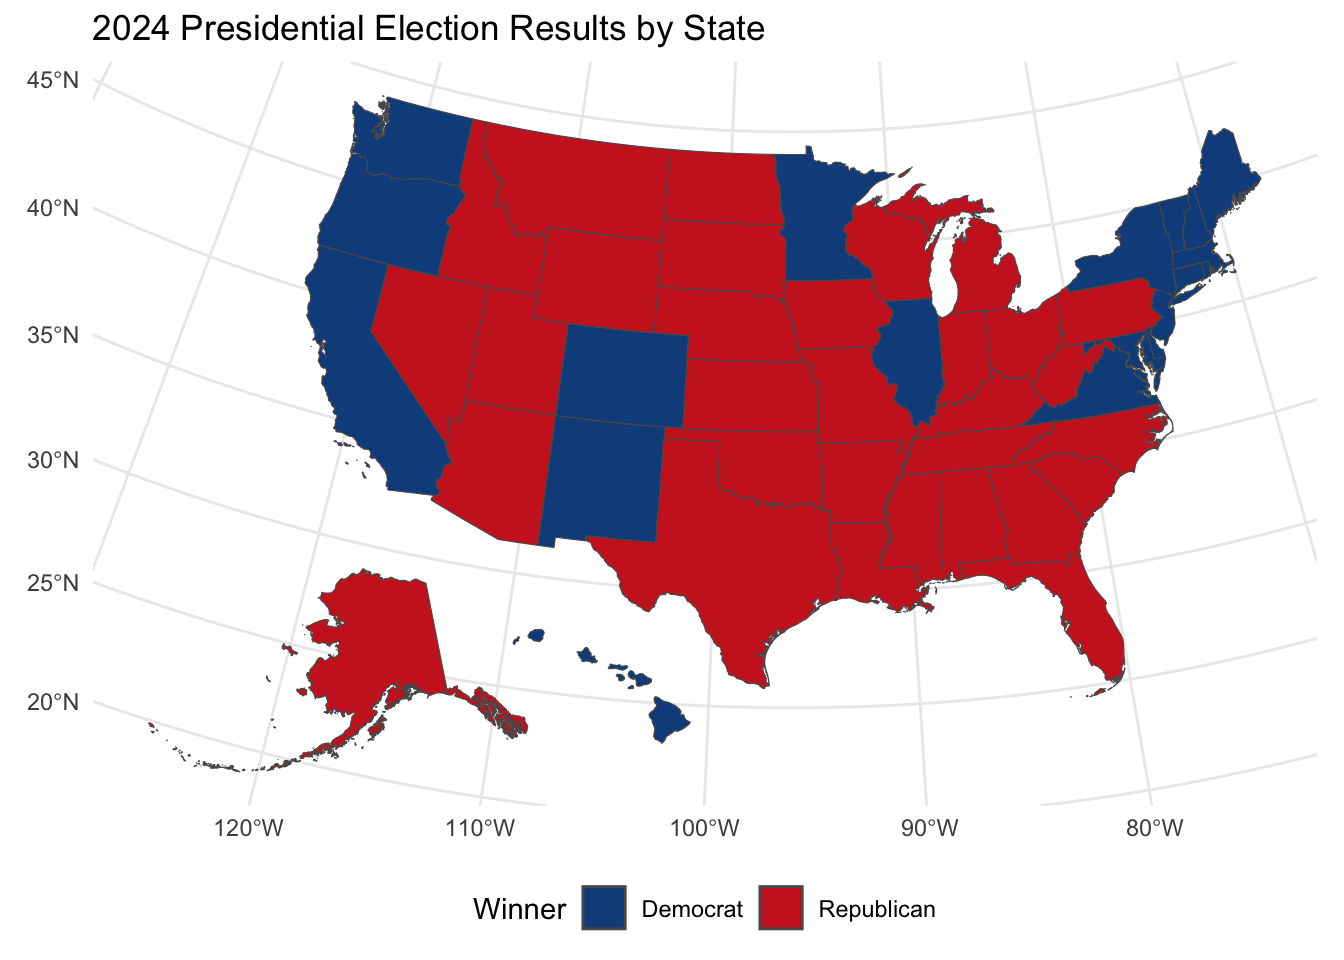 2024 Presidential Election Results by State
45°N
40°N
35°N
30°N
25°N
20°N
120°W 110°W 100°W 90°W 80°W
Winner Democrat Republican